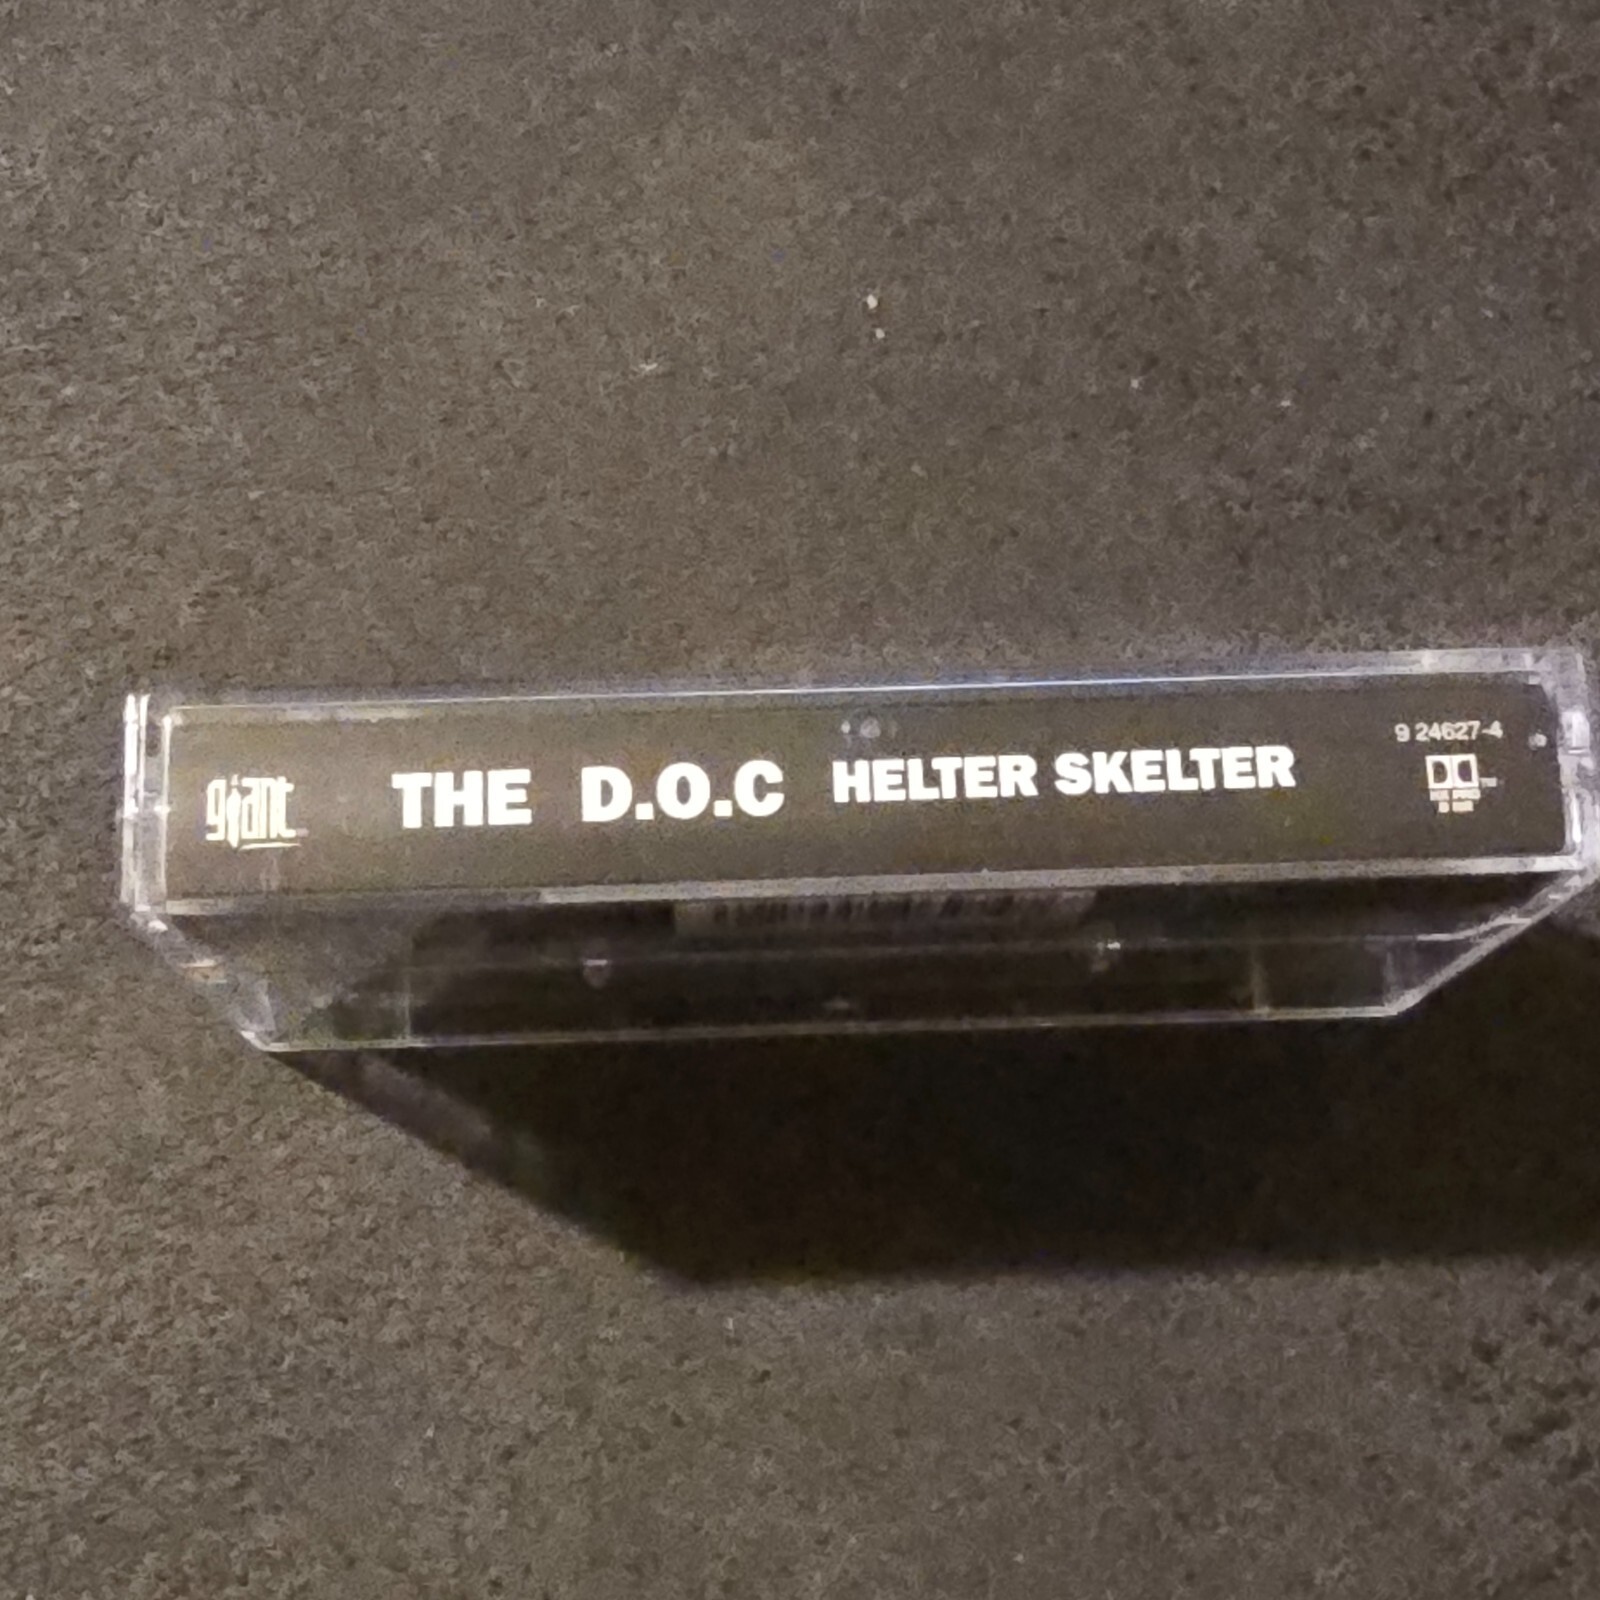 giant
THE D.O.C HELTER SKELTER
9 24627-4